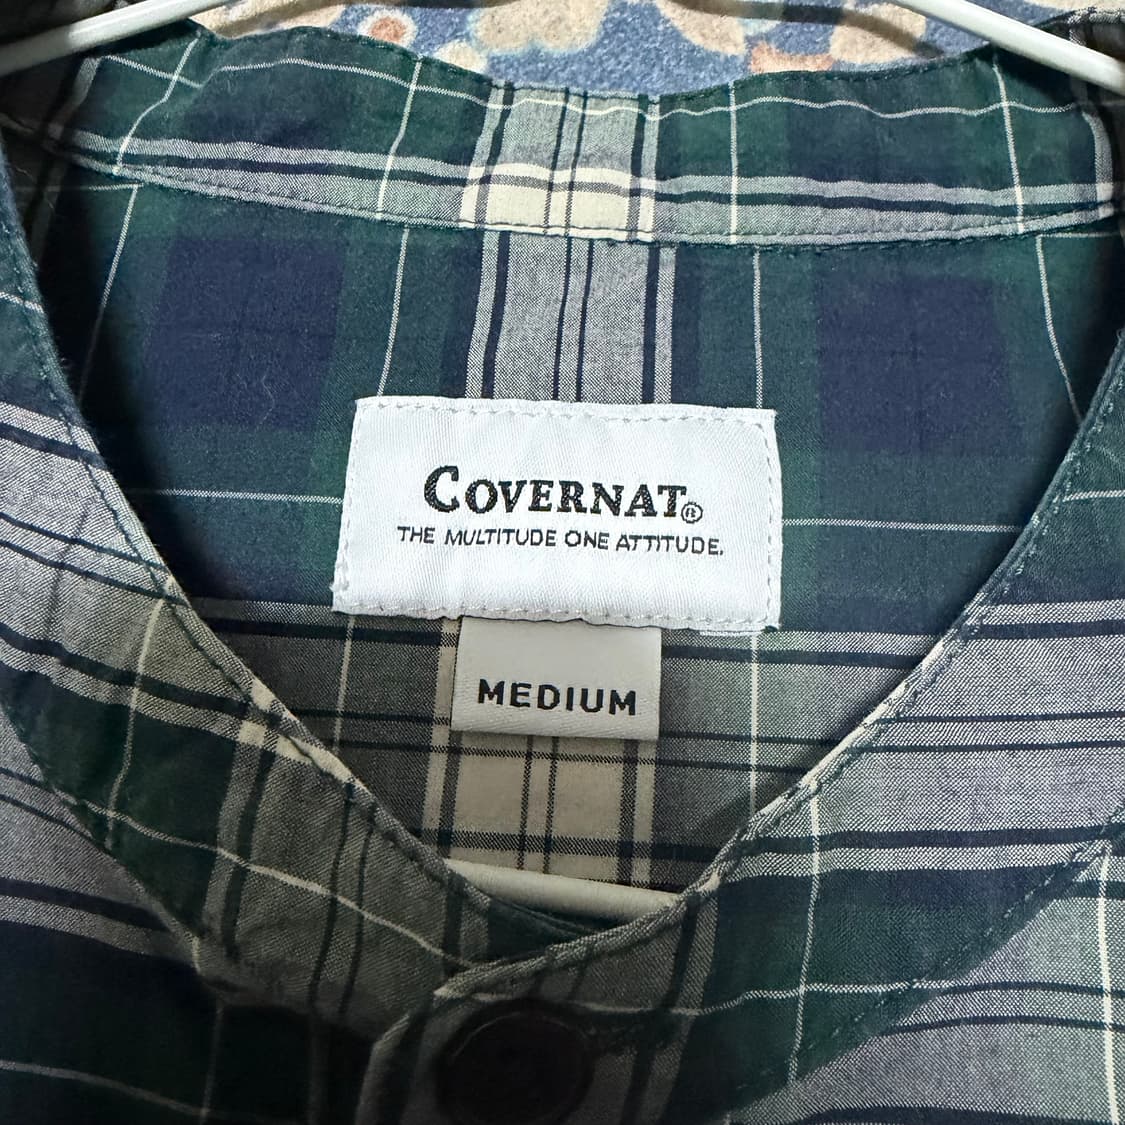 COVERNAT®
THE MULTITUDE ONE ATTITUDE.
MEDIUM